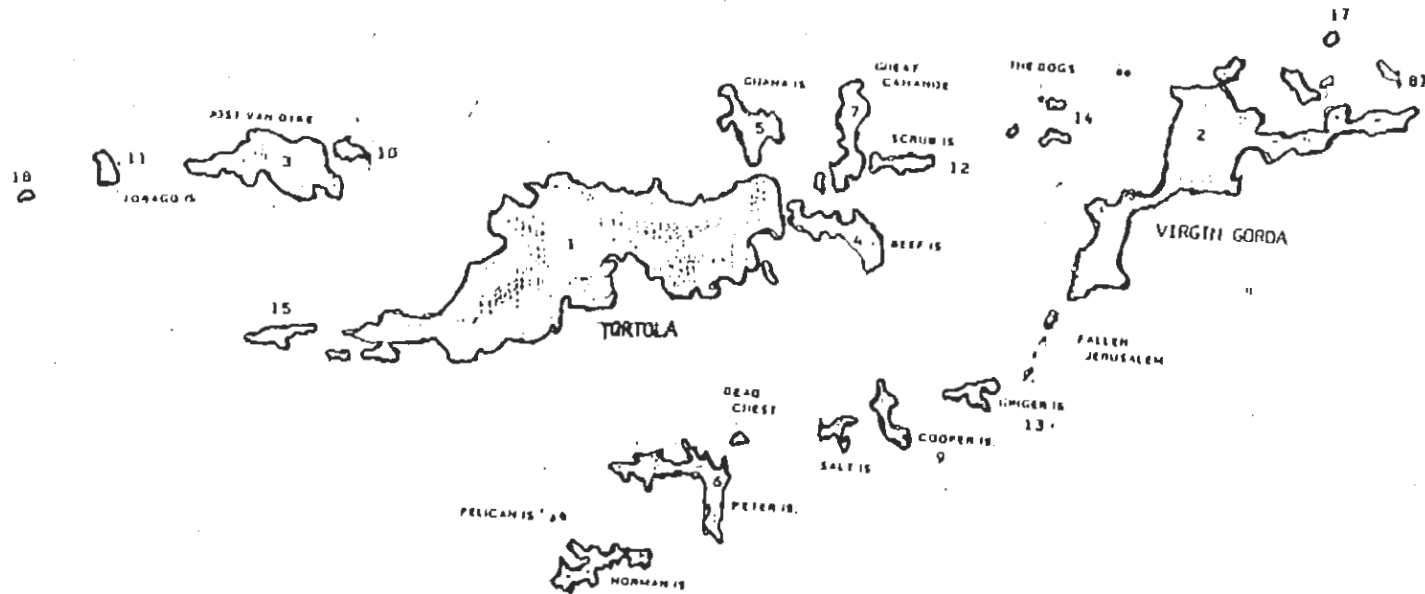 17
THE DOGS
GUANA IS
GREAT
CAMANOE
7
14
2
JOST VAN DYKE
5
SCRUB IS
12
3
10
11
18
TOBAGO IS
1
4
BEEF IS
VIRGIN GORDA
15
TORTOLA
FALLEN
JERUSALEM
DEAD
CHEST
GINGER IS
13
COOPER IS.
9
SALT IS
6
PETER IS.
PELICAN IS
NORMAN IS